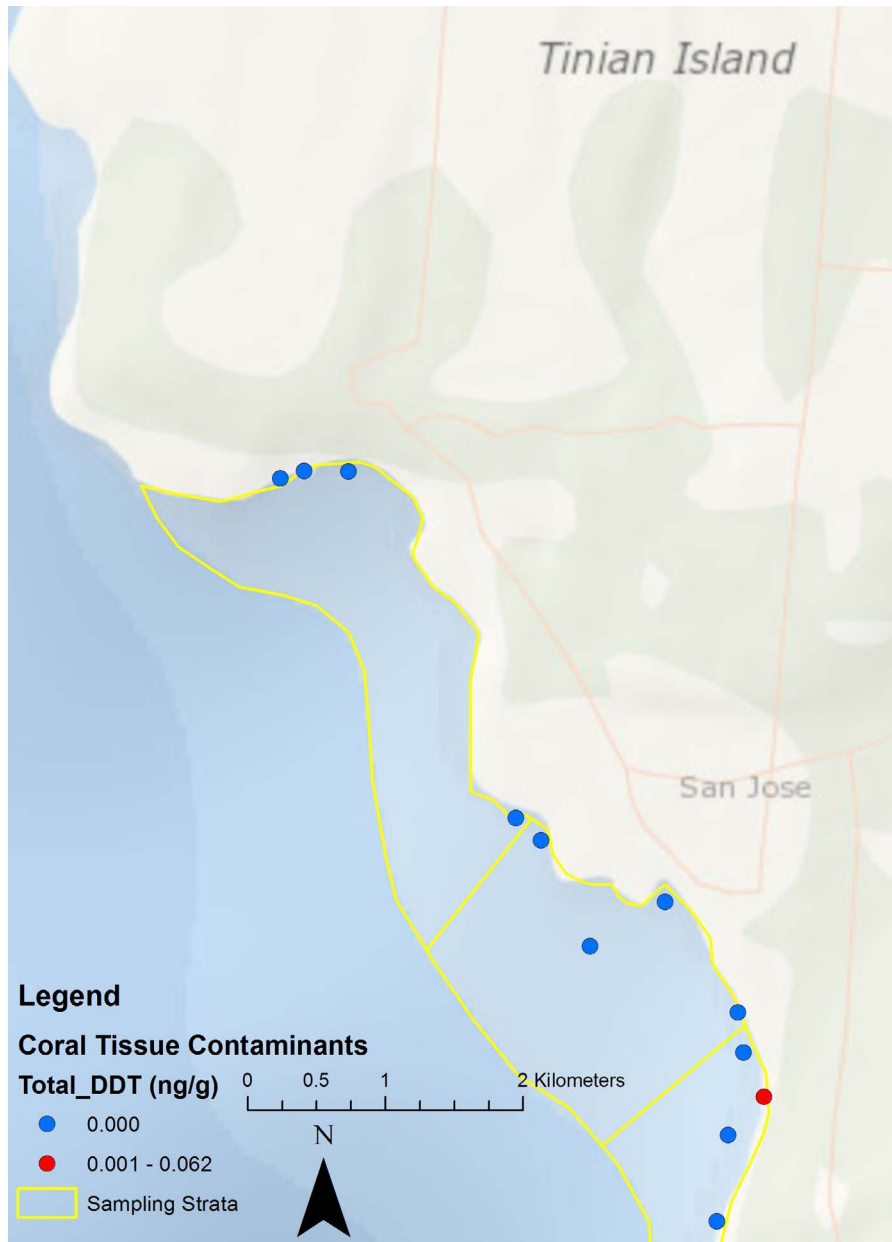 Tinian Island
San Jose
Legend
Coral Tissue Contaminants
Total_DDT (ng/g)
0 0.5 1 2 Kilometers
0.000
N
0.001 - 0.062
Sampling Strata